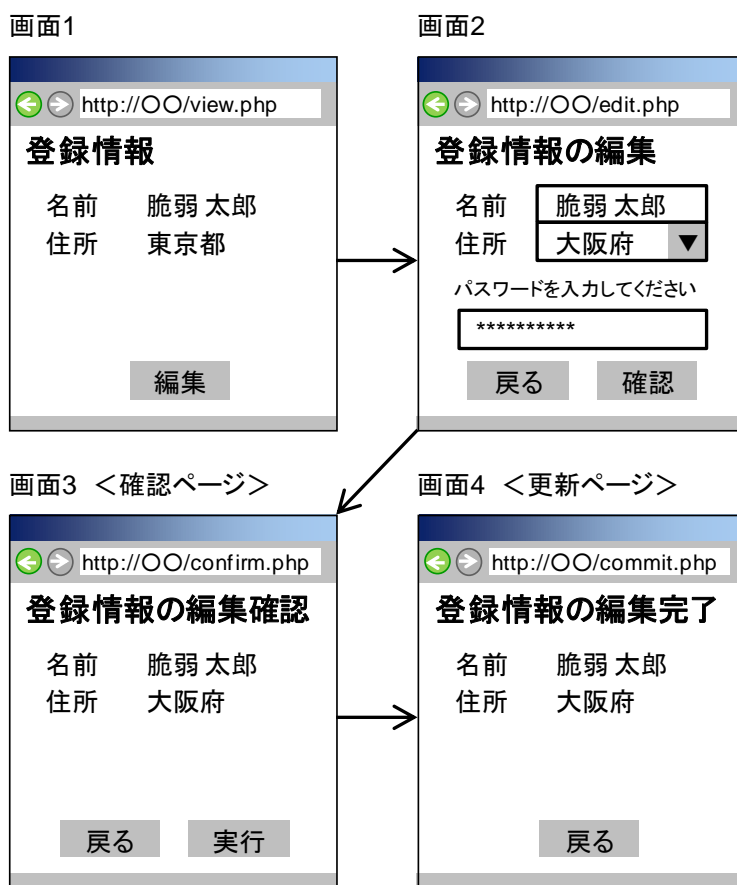 画面1
http://〇〇/view.php
登録情報
名前 脆弱 太郎
住所 東京都
編集
画面2
http://〇〇/edit.php
登録情報の編集
名前 脆弱 太郎
住所 大阪府 ▼
パスワードを入力してください
**********
戻る 確認
画面3 ＜確認ページ＞
http://〇〇/confirm.php
登録情報の編集確認
名前 脆弱 太郎
住所 大阪府
戻る 実行
画面4 ＜更新ページ＞
http://〇〇/commit.php
登録情報の編集完了
名前 脆弱 太郎
住所 大阪府
戻る